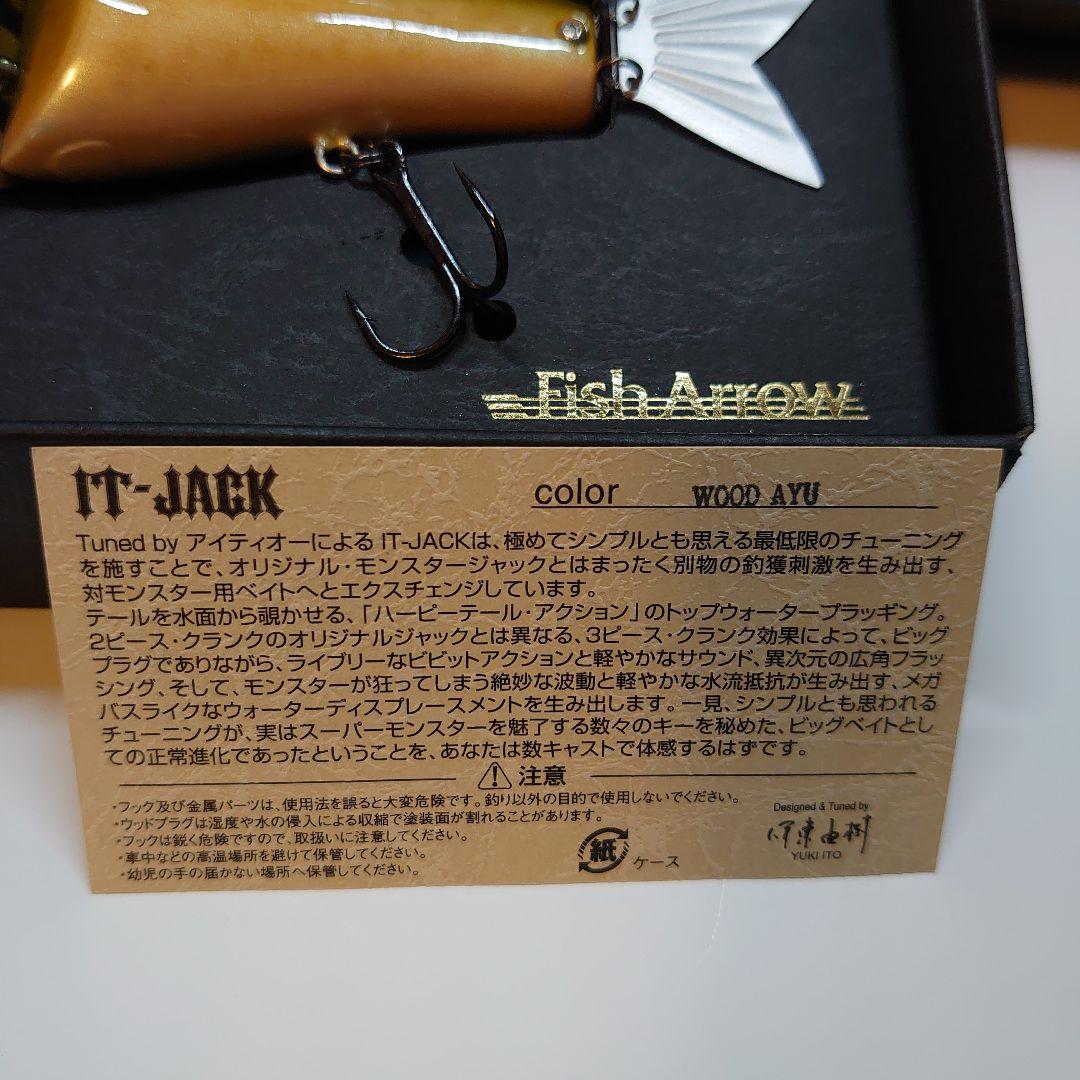 Fish Arrow
IT-JACK
color WOOD AYU
Tuned by アイティオーによる IT-JACKは、極めてシンプルとも思える最低限のチューニング
を施すことで、オリジナル・モンスタージャックとはまったく別物の釣獲刺激を生み出す、
対モンスター用ベイトへとエクスチェンジしています。
テールを水面から覗かせる、「ハーピーテール・アクション」のトップウォータープラッギング。
2ピース・クランクのオリジナルジャックとは異なる、3ピース・クランク効果によって、ビッグ
プラグでありながら、ライブリーなビビットアクションと軽やかなサウンド、異次元の広角フラッ
シング、そして、モンスターが狂ってしまう絶妙な波動と軽やかな水流抵抗が生み出す、メガ
バスライクなウォーターディスプレースメントを生み出します。一見、シンプルとも思われる
チューニングが、実はスーパーモンスターを魅了する数々のキーを秘めた、ビッグベイトとし
ての正常進化であったということを、あなたは数キャストで体感するはずです。
注意
・フック及び金属パーツは、使用法を誤ると大変危険です。釣り以外の目的で使用しないでください。
・ウッドプラグは湿度や水の侵入による収縮で塗装面が割れることがあります。
・フックは鋭く危険ですので、取扱いに注意してください。
・車中などの高温場所を避けて保管してください。
・幼児の手の届かない場所へ保管してください。
紙 ケース
Designed & Tuned by
伊東由樹
YUKI ITO